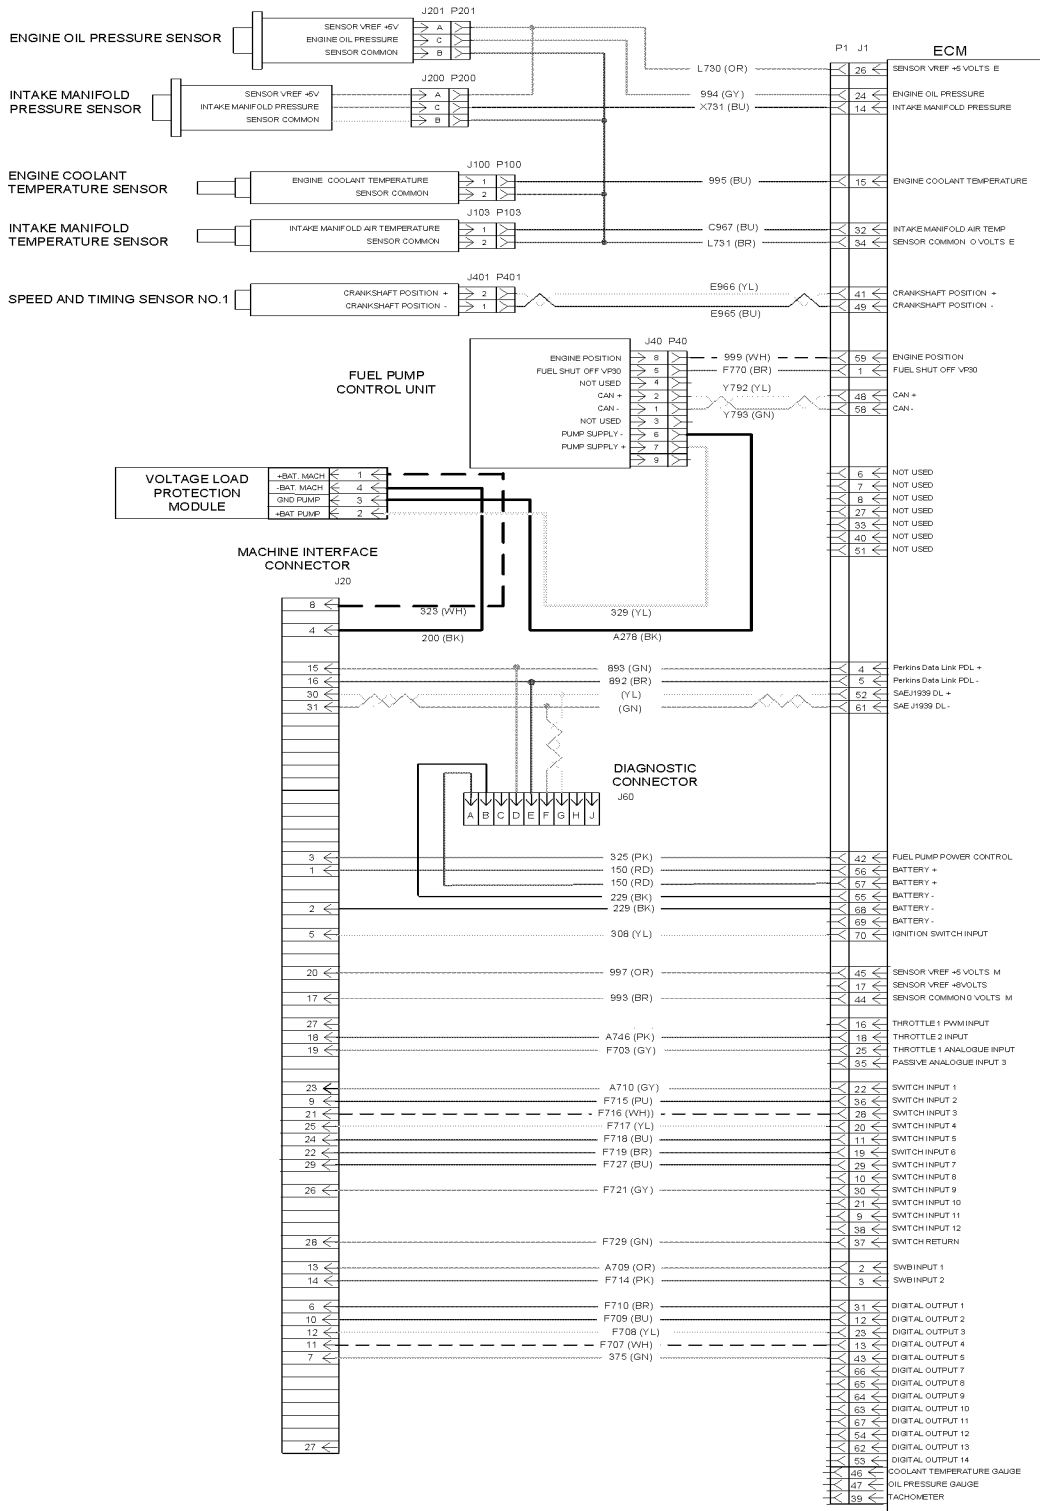 J201 P201
ENGINE OIL PRESSURE SENSOR
SENSOR VREF +5V A
ENGINE OIL PRESSURE C
SENSOR COMMON B
P1 J1
ECM
L730 (OR) 26 SENSOR VREF +5 VOLTS E
J200 P200
INTAKE MANIFOLD
PRESSURE SENSOR
SENSOR VREF +5V A
INTAKE MANIFOLD PRESSURE C
SENSOR COMMON B
994 (GY) 24 ENGINE OIL PRESSURE
X731 (BU) 14 INTAKE MANIFOLD PRESSURE
J100 P100
ENGINE COOLANT
TEMPERATURE SENSOR
ENGINE COOLANT TEMPERATURE 1
SENSOR COMMON 2
995 (BU) 15 ENGINE COOLANT TEMPERATURE
J103 P103
INTAKE MANIFOLD
TEMPERATURE SENSOR
INTAKE MANIFOLD AIR TEMPERATURE 1
SENSOR COMMON 2
C967 (BU) 32 INTAKE MANIFOLD AIR TEMP
L731 (BR) 34 SENSOR COMMON 0 VOLTS E
J401 P401
SPEED AND TIMING SENSOR NO.1
CRANKSHAFT POSITION + 2
CRANKSHAFT POSITION - 1
E966 (YL) 41 CRANKSHAFT POSITION +
E965 (BU) 49 CRANKSHAFT POSITION -
J40 P40
FUEL PUMP
CONTROL UNIT
ENGINE POSITION 8
FUEL SHUT OFF VP30 5
NOT USED 4
CAN + 2
CAN - 1
NOT USED 3
PUMP SUPPLY - 6
PUMP SUPPLY + 7
9
999 (WH) 59 ENGINE POSITION
F770 (BR) 1 FUEL SHUT OFF VP30
Y792 (YL) 48 CAN +
Y793 (GN) 58 CAN -
VOLTAGE LOAD
PROTECTION
MODULE
+BAT. MACH 1
-BAT. MACH 4
GND PUMP 3
+BAT PUMP 2
6 NOT USED
7 NOT USED
8 NOT USED
27 NOT USED
33 NOT USED
40 NOT USED
51 NOT USED
MACHINE INTERFACE
CONNECTOR
J20
8 323 (WH) 329 (YL)
4 200 (BK) A278 (BK)
15 893 (GN) 4 Perkins Data Link PDL +
16 892 (BR) 5 Perkins Data Link PDL -
30 (YL) 52 SAEJ1939 DL +
31 (GN) 61 SAE J1939 DL -
DIAGNOSTIC
CONNECTOR
J60
A B C D E F G H J
3 325 (PK) 42 FUEL PUMP POWER CONTROL
1 150 (RD) 56 BATTERY +
150 (RD) 57 BATTERY +
229 (BK) 55 BATTERY -
2 229 (BK) 68 BATTERY -
69 BATTERY -
5 308 (YL) 70 IGNITION SWITCH INPUT
20 997 (OR) 45 SENSOR VREF +5 VOLTS M
17 SENSOR VREF +8VOLTS
17 993 (BR) 44 SENSOR COMMON 0 VOLTS M
27 16 THROTTLE 1 PWM INPUT
18 A746 (PK) 18 THROTTLE 2 INPUT
19 F703 (GY) 25 THROTTLE 1 ANALOGUE INPUT
35 PASSIVE ANALOGUE INPUT 3
23 A710 (GY) 22 SWITCH INPUT 1
9 F715 (PU) 36 SWITCH INPUT 2
21 F716 (WH)) 28 SWITCH INPUT 3
25 F717 (YL) 20 SWITCH INPUT 4
24 F718 (BU) 11 SWITCH INPUT 5
22 F719 (BR) 19 SWITCH INPUT 6
29 F727 (BU) 29 SWITCH INPUT 7
10 SWITCH INPUT 8
26 F721 (GY) 30 SWITCH INPUT 9
21 SWITCH INPUT 10
9 SWITCH INPUT 11
38 SWITCH INPUT 12
28 F729 (GN) 37 SWITCH RETURN
13 A709 (OR) 2 SWB INPUT 1
14 F714 (PK) 3 SWB INPUT 2
6 F710 (BR) 31 DIGITAL OUTPUT 1
10 F709 (BU) 12 DIGITAL OUTPUT 2
12 F708 (YL) 23 DIGITAL OUTPUT 3
11 F707 (WH) 13 DIGITAL OUTPUT 4
7 375 (GN) 43 DIGITAL OUTPUT 5
66 DIGITAL OUTPUT 7
65 DIGITAL OUTPUT 8
64 DIGITAL OUTPUT 9
63 DIGITAL OUTPUT 10
67 DIGITAL OUTPUT 11
54 DIGITAL OUTPUT 12
27 62 DIGITAL OUTPUT 13
53 DIGITAL OUTPUT 14
46 COOLANT TEMPERATURE GAUGE
47 OIL PRESSURE GAUGE
39 TACHOMETER